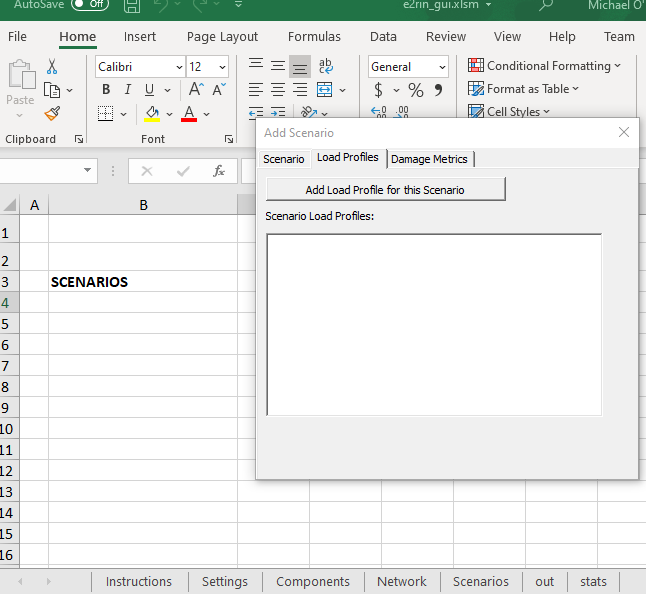 AutoSave Off e2rin_gui.xlsm Michael O'
File Home Insert Page Layout Formulas Data Review View Help Team
Paste
Calibri 12
B I U A A
ab
General
$ % 9
Conditional Formatting
Format as Table
Cell Styles
Clipboard Font
fx
Add Scenario
Scenario Load Profiles Damage Metrics
Add Load Profile for this Scenario
Scenario Load Profiles:
A B
1
2
3 SCENARIOS
4
5
6
7
8
9
10
11
12
13
14
15
16
Instructions Settings Components Network Scenarios out stats